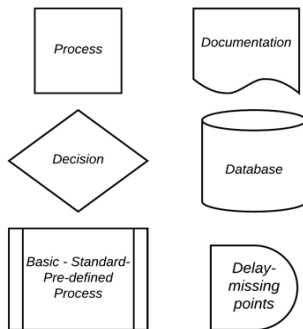 Process
Documentation
Decision
Database
Basic - Standard-
Pre-defined
Process
Delay-
missing
points